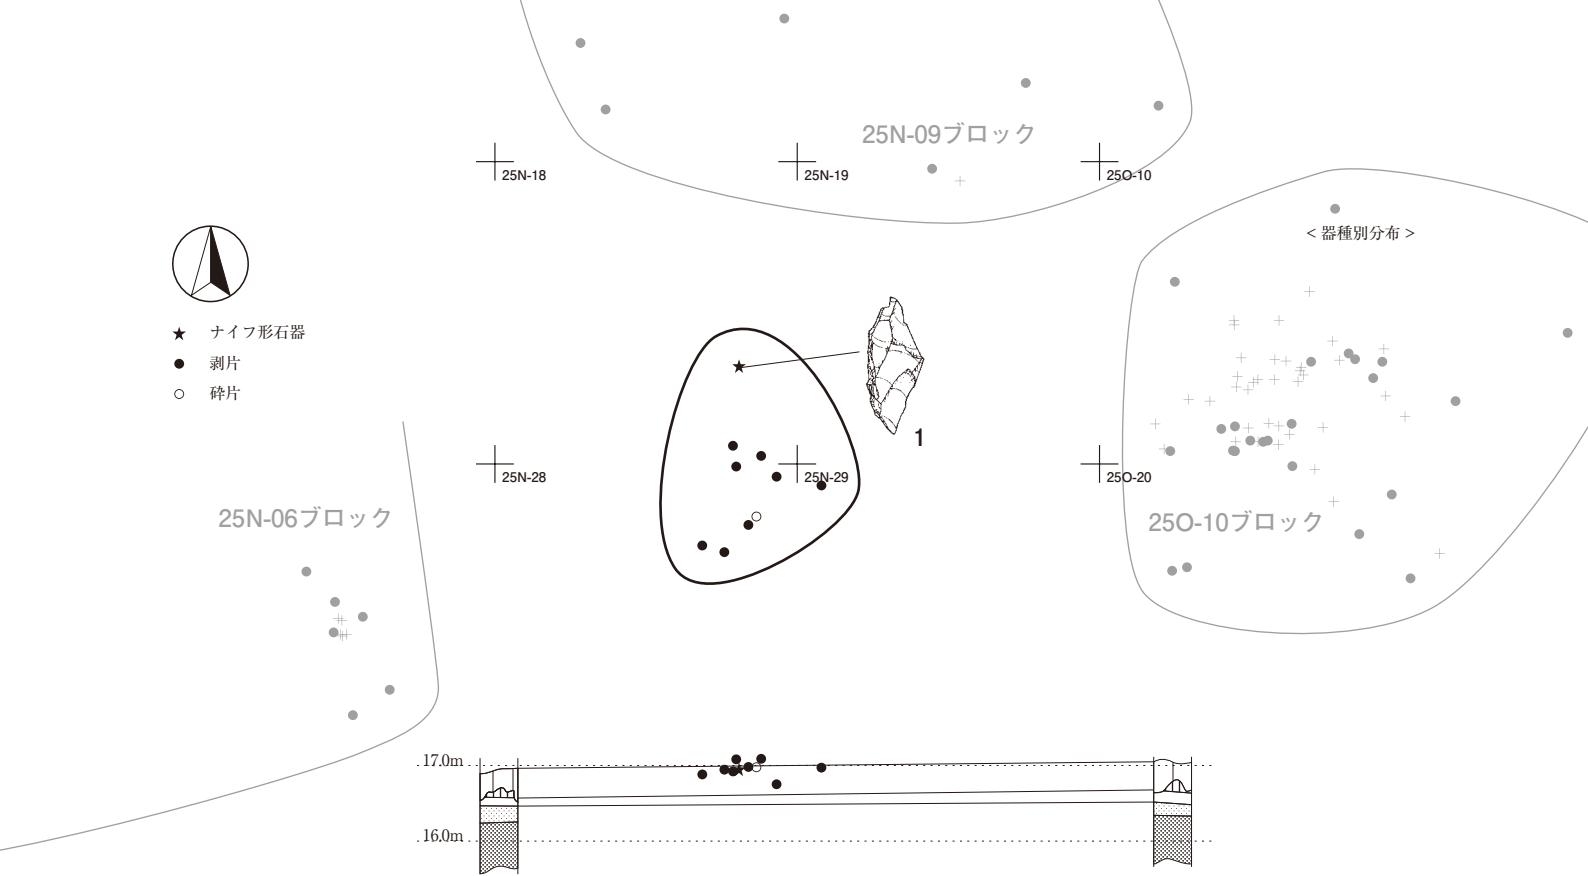 25N-09ブロック
25N-18
25N-19
25O-10
<器種別分布>
ナイフ形石器
剥片
砕片
1
25N-28
25N-29
25O-20
25N-06ブロック
25O-10ブロック
17.0m
16.0m